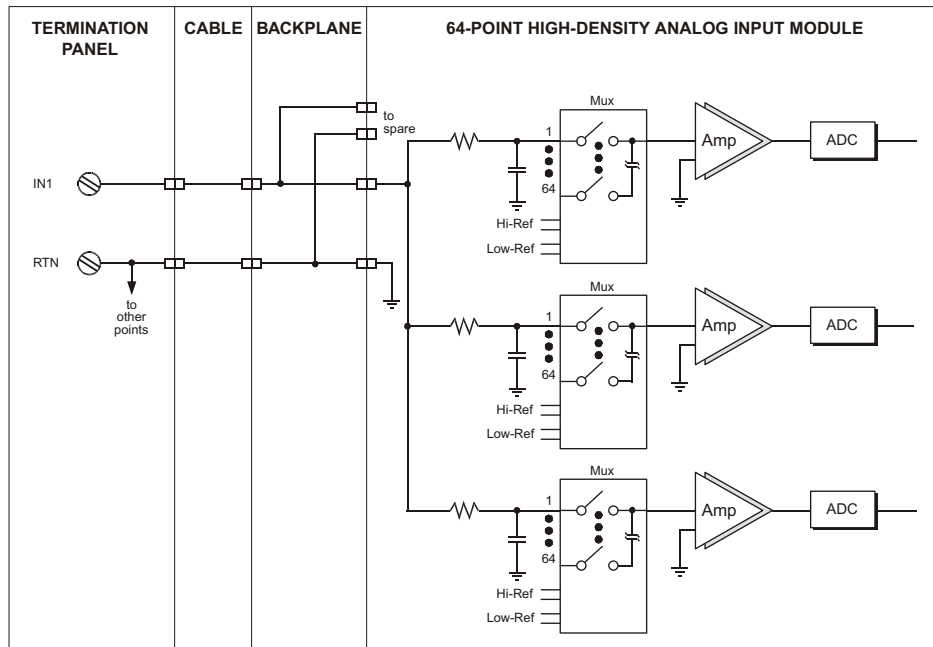 TERMINATION PANEL
CABLE
BACKPLANE
64-POINT HIGH-DENSITY ANALOG INPUT MODULE
to
spare
IN1
RTN
to
other
points
Mux
1
64
Hi-Ref
Low-Ref
Amp
ADC
Mux
1
64
Hi-Ref
Low-Ref
Amp
ADC
Mux
1
64
Hi-Ref
Low-Ref
Amp
ADC